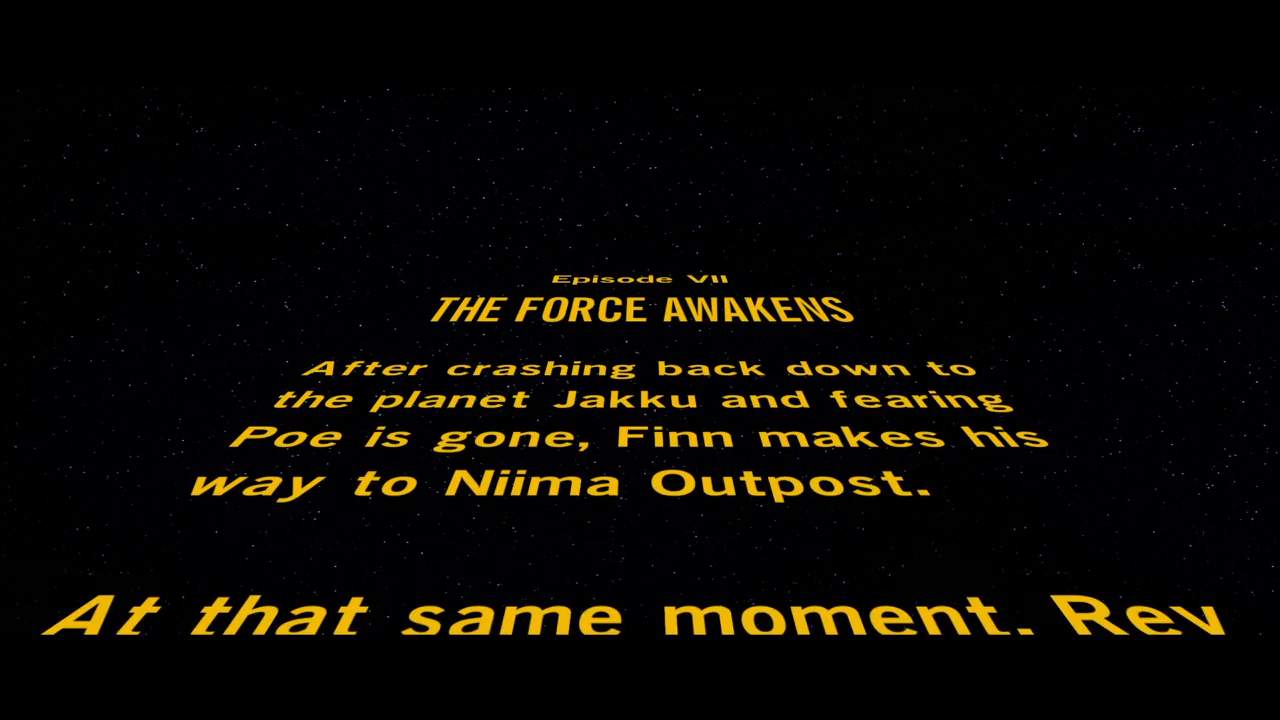 Episode VII
THE FORCE AWAKENS
After crashing back down to
the planet Jakku and fearing
Poe is gone, Finn makes his
way to Niima Outpost.
At that same moment, Rey